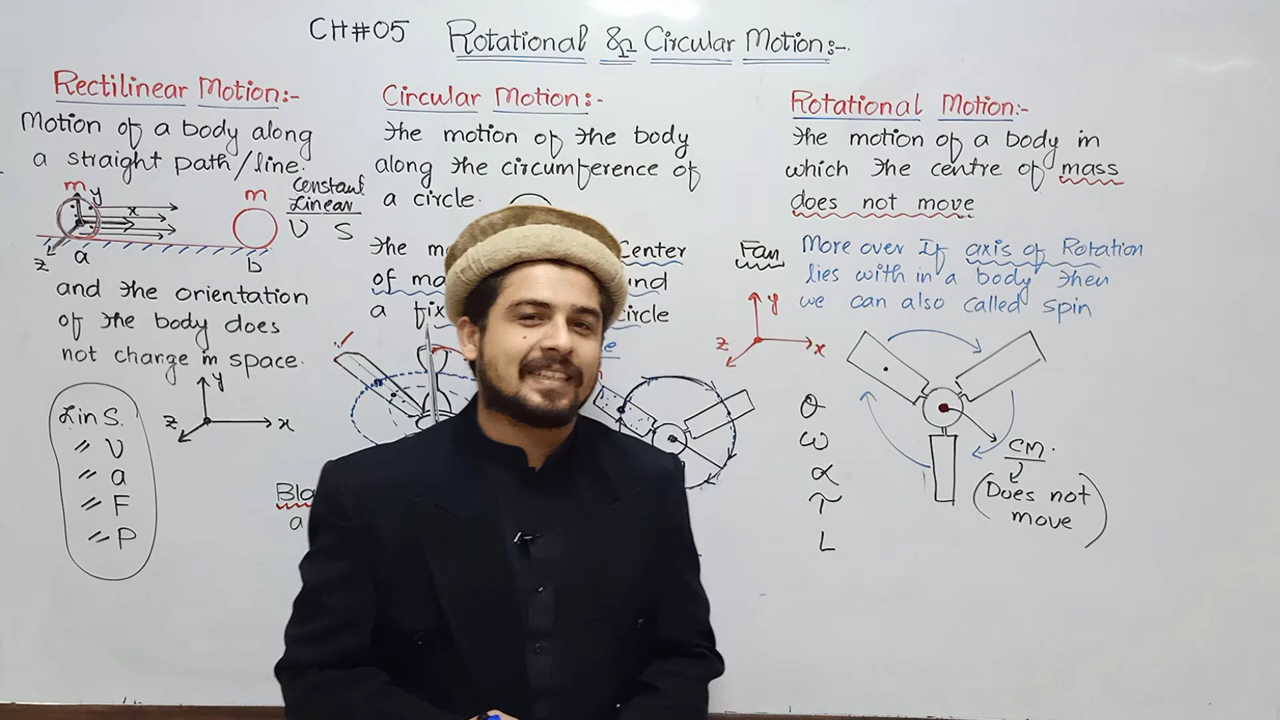 CH#05 Rotational & Circular Motion:-
Rectilinear Motion:-
Motion of a body along
a straight path/line.
m
y
x
z
a
m
b
Constant
Linear
V S
and the orientation
of the body does
not change in space.
y
z
x
Lin S.
" V
" a
" F
" P
Circular Motion:-
The motion of the body
along the circumference of
a circle.
The Center
of
a circle
a
Rotational Motion:-
The motion of a body in
which the centre of mass
does not move
Fan
More over If axis of Rotation
lies with in a body then
we can also called spin
y
z
x
θ
ω
α
τ
L
CM.
(Does not
move)